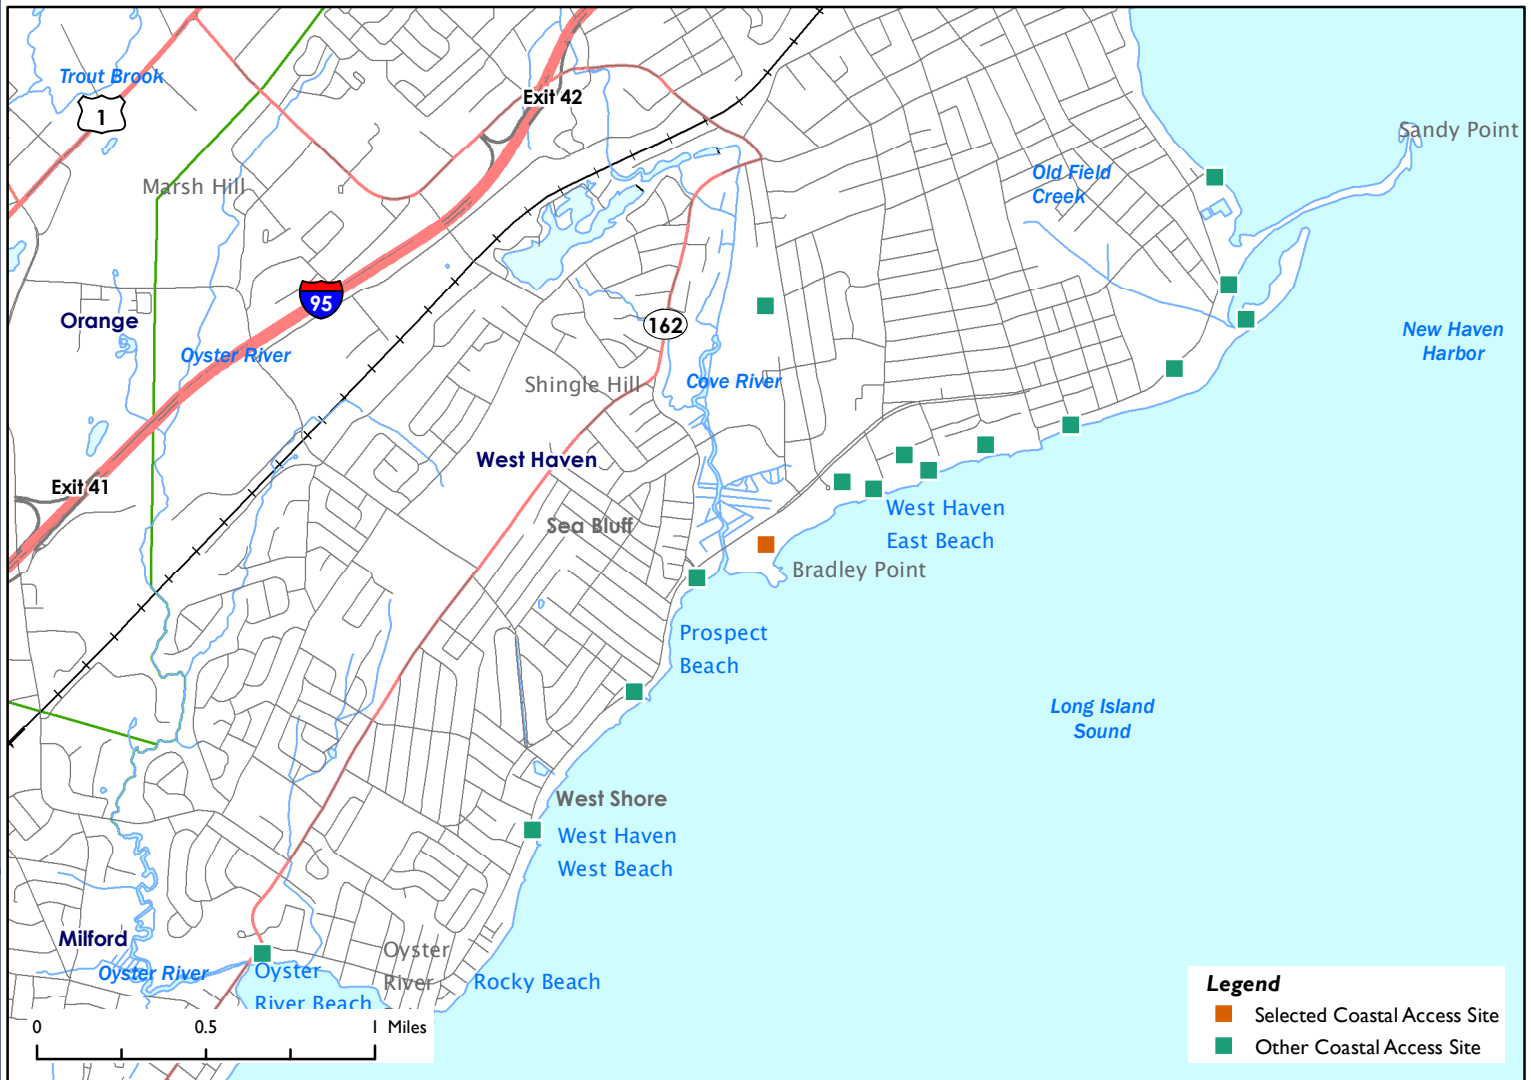 Trout Brook
1
Exit 42
Sandy Point
Marsh Hill
Old Field
Creek
95
Orange
162
Oyster River
New Haven
Harbor
Shingle Hill
Cove River
West Haven
Exit 41
West Haven
East Beach
Sea Bluff
Bradley Point
Prospect
Beach
Long Island
Sound
West Shore
West Haven
West Beach
Milford
Oyster River
Oyster
River Beach
Oyster
River
Rocky Beach
0 0.5 1 Miles
Legend
Selected Coastal Access Site
Other Coastal Access Site